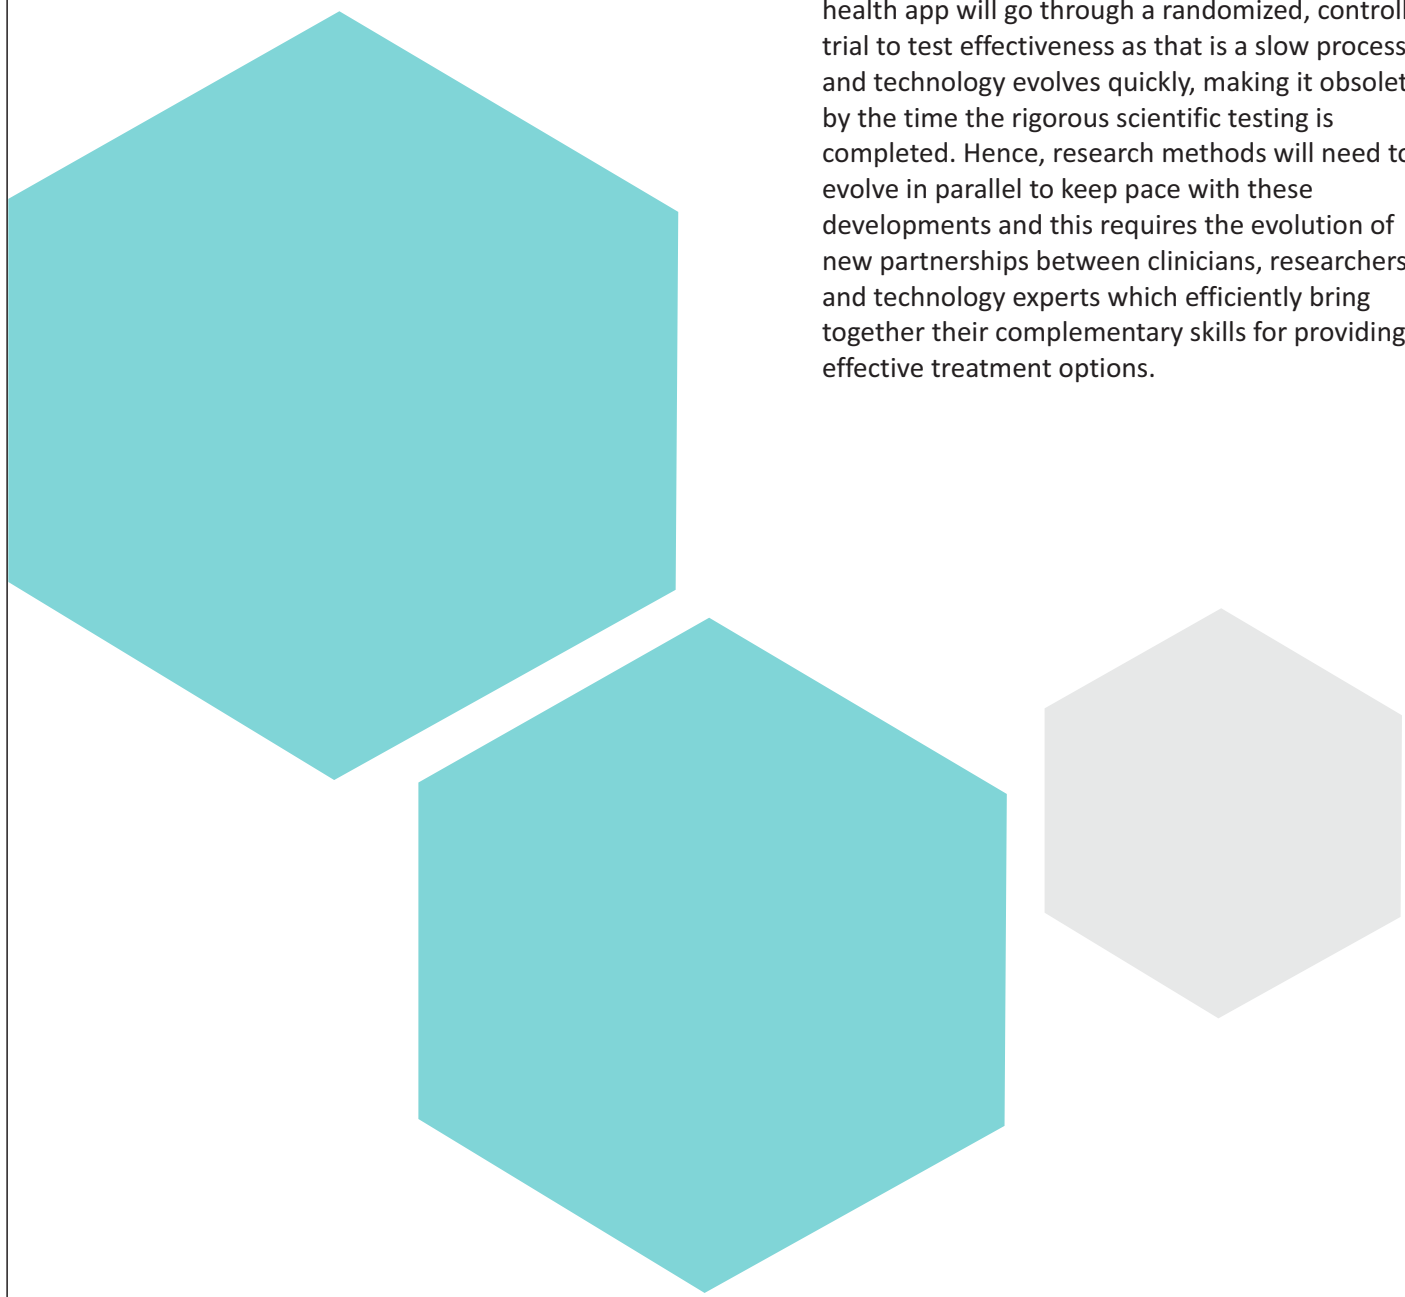 health app will go through a randomized, controll
trial to test effectiveness as that is a slow process
and technology evolves quickly, making it obsolet
by the time the rigorous scientific testing is
completed. Hence, research methods will need to
evolve in parallel to keep pace with these
developments and this requires the evolution of
new partnerships between clinicians, researchers
and technology experts which efficiently bring
together their complementary skills for providing
effective treatment options.